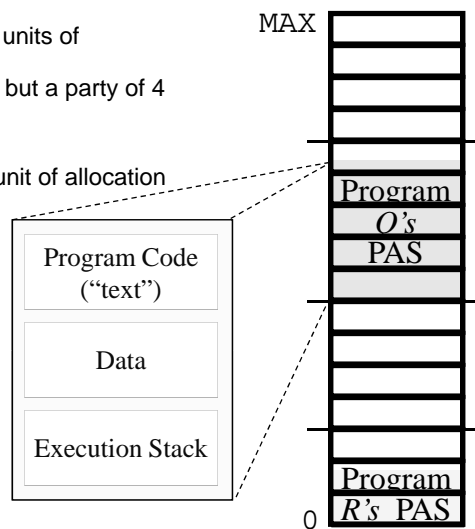 units of
but a party of 4
unit of allocation
MAX
Program
O's
PAS
Program Code
(“text”)
Data
Execution Stack
Program
R's PAS
0